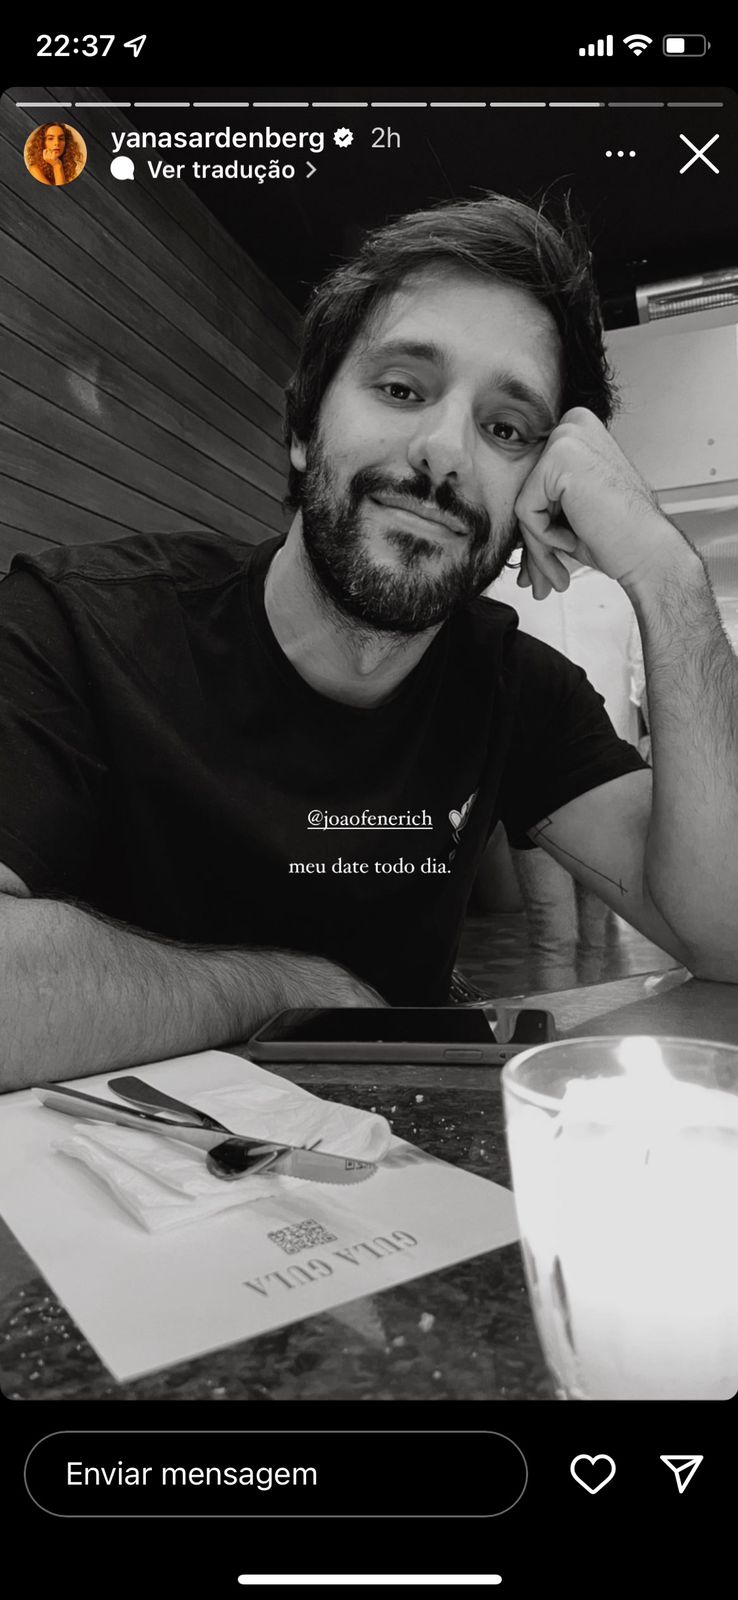 22:37
yanasardenberg 2h
Ver tradução >
@joaofenerich
meu date todo dia.
GULA GULA
Enviar mensagem